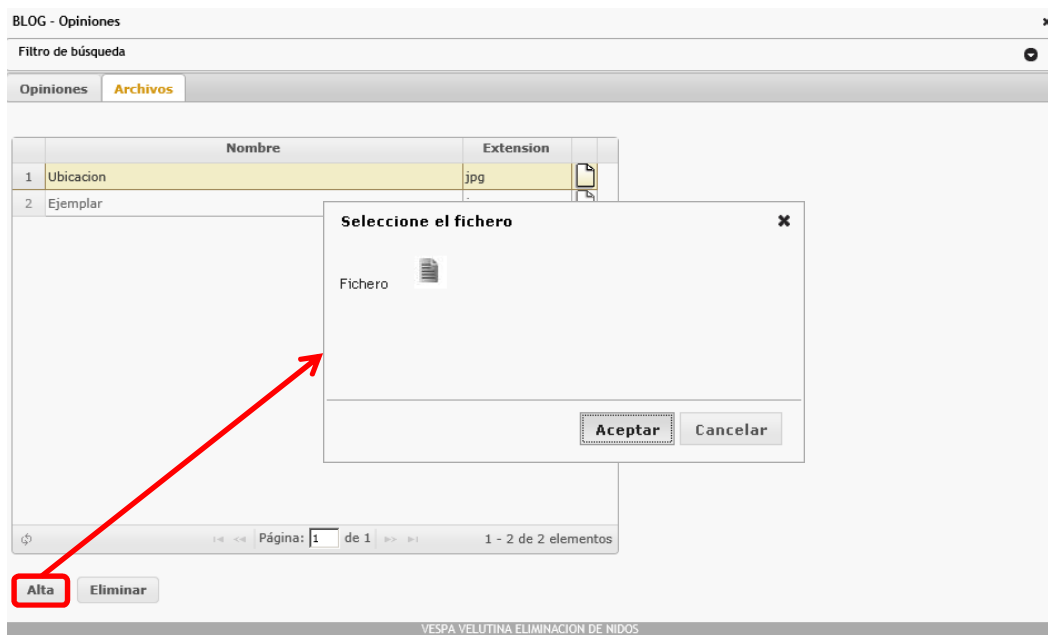 BLOG - Opiniones
Filtro de búsqueda
Opiniones Archivos
Nombre Extension
1 Ubicacion jpg
2 Ejemplar
Seleccione el fichero
Fichero
Aceptar Cancelar
Página: 1 de 1 1 - 2 de 2 elementos
Alta Eliminar
VESPA VELUTINA ELIMINACION DE NIDOS